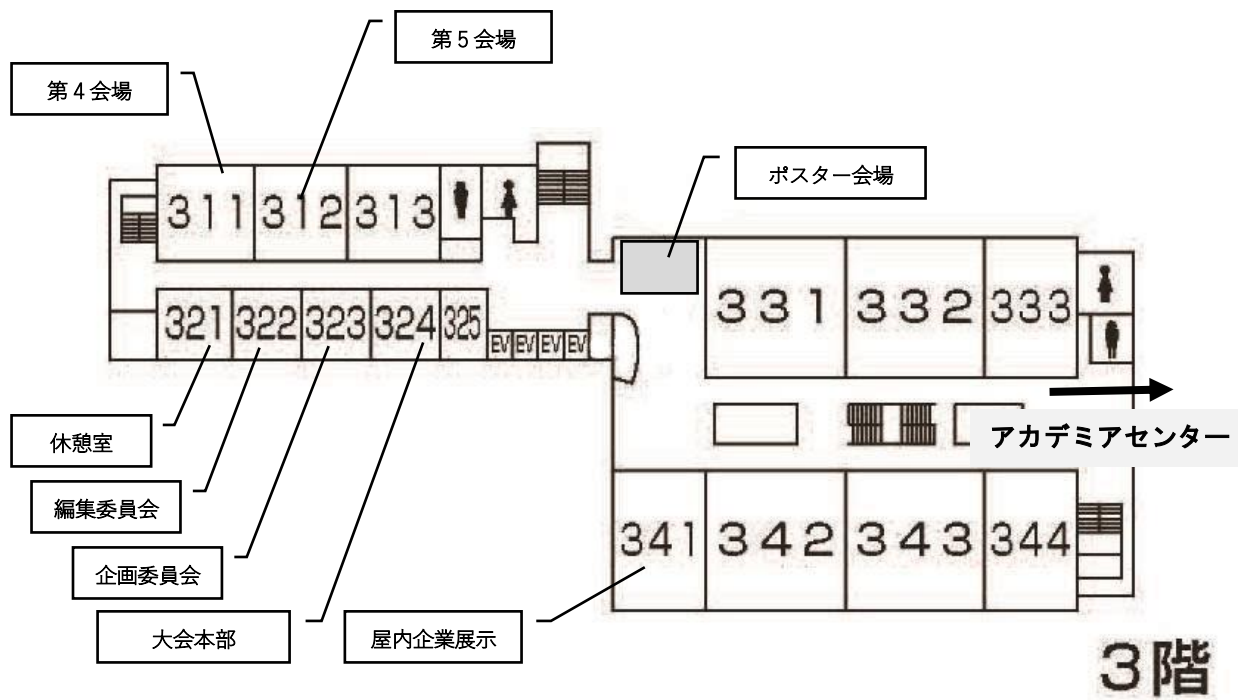 第5会場
第4会場
ポスター会場
311
312
313
321
322
323
324
325
EV
EV
EV
EV
331
332
333
休憩室
アカデミアセンター
編集委員会
企画委員会
341
342
343
344
大会本部
屋内企業展示
3階